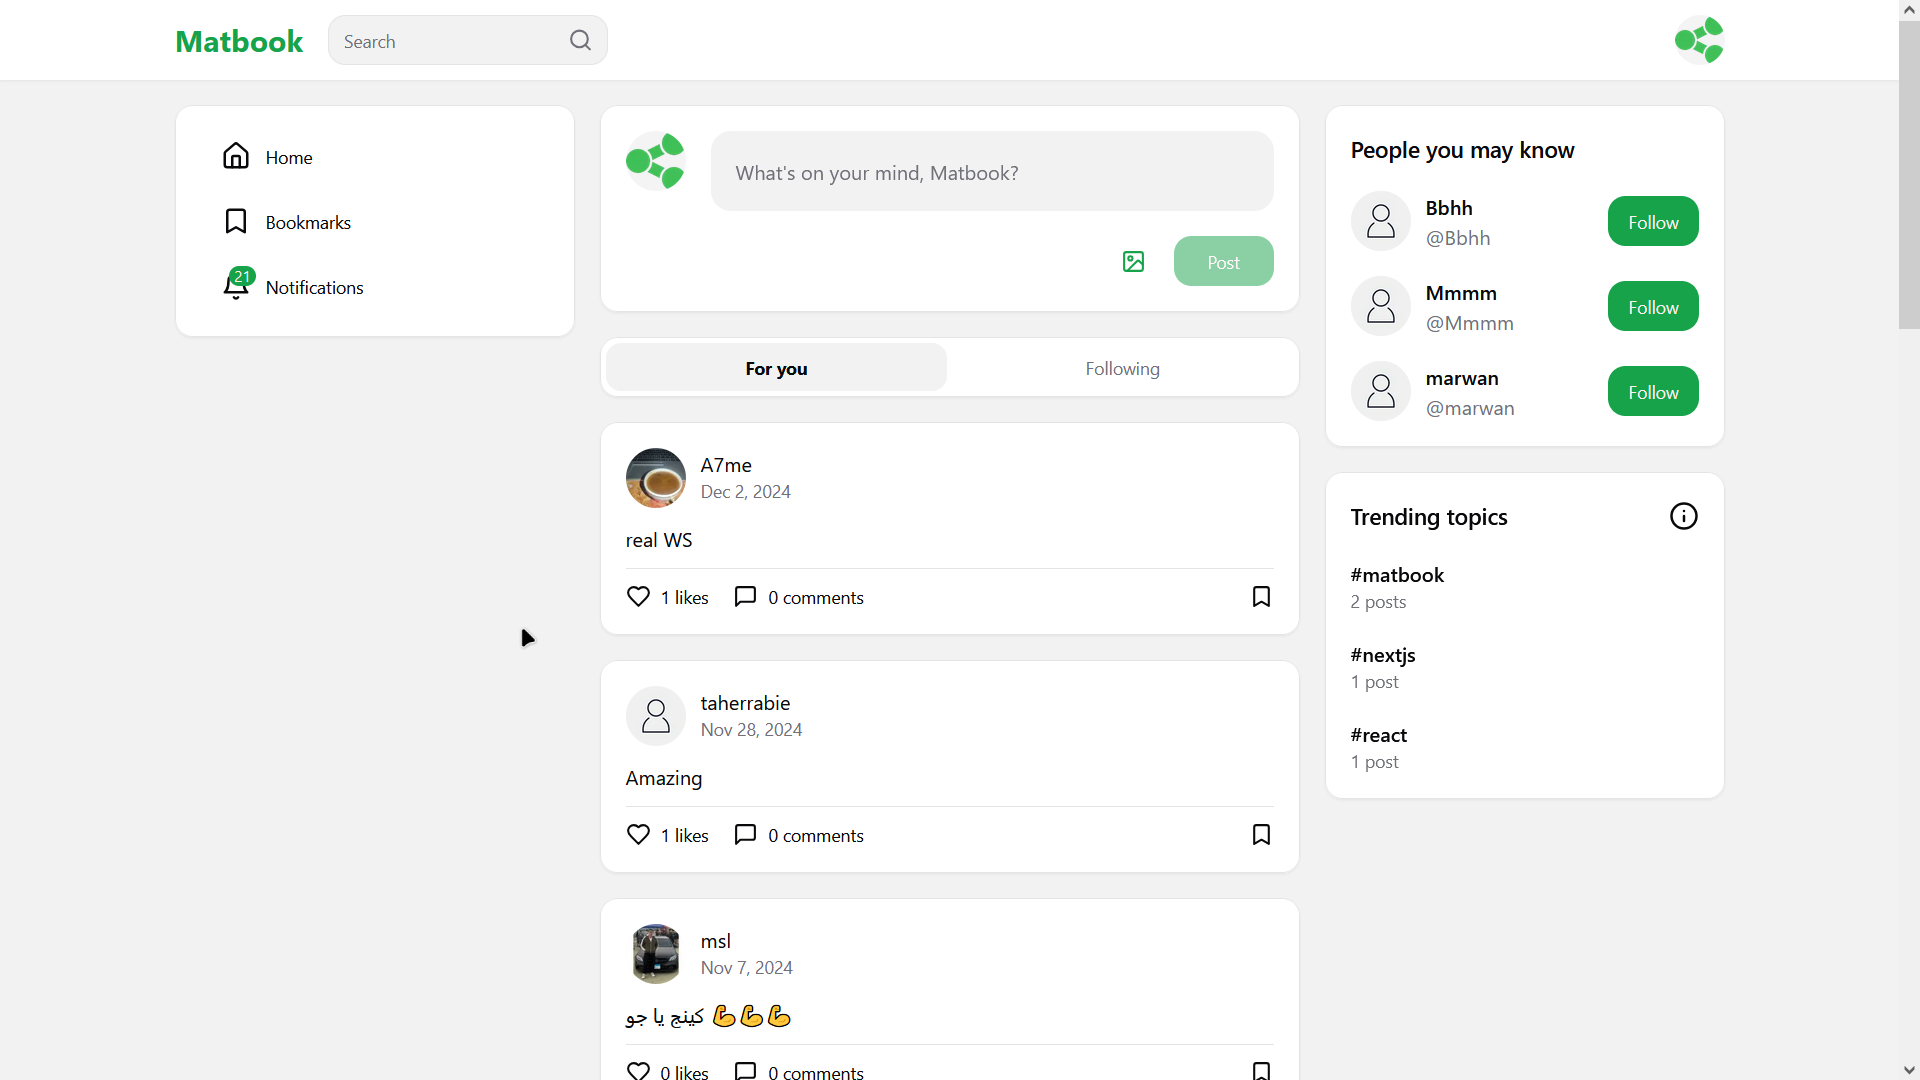 Matbook
Search
Home
Bookmarks
21
Notifications
What's on your mind, Matbook?
Post
For you
Following
A7me
Dec 2, 2024
real WS
1 likes
0 comments
taherrabie
Nov 28, 2024
Amazing
1 likes
0 comments
msl
Nov 7, 2024
كينج يا جو 💪💪💪
0 likes
0 comments
People you may know
Bbhh
@Bbhh
Follow
Mmmm
@Mmmm
Follow
marwan
@marwan
Follow
Trending topics
#matbook
2 posts
#nextjs
1 post
#react
1 post